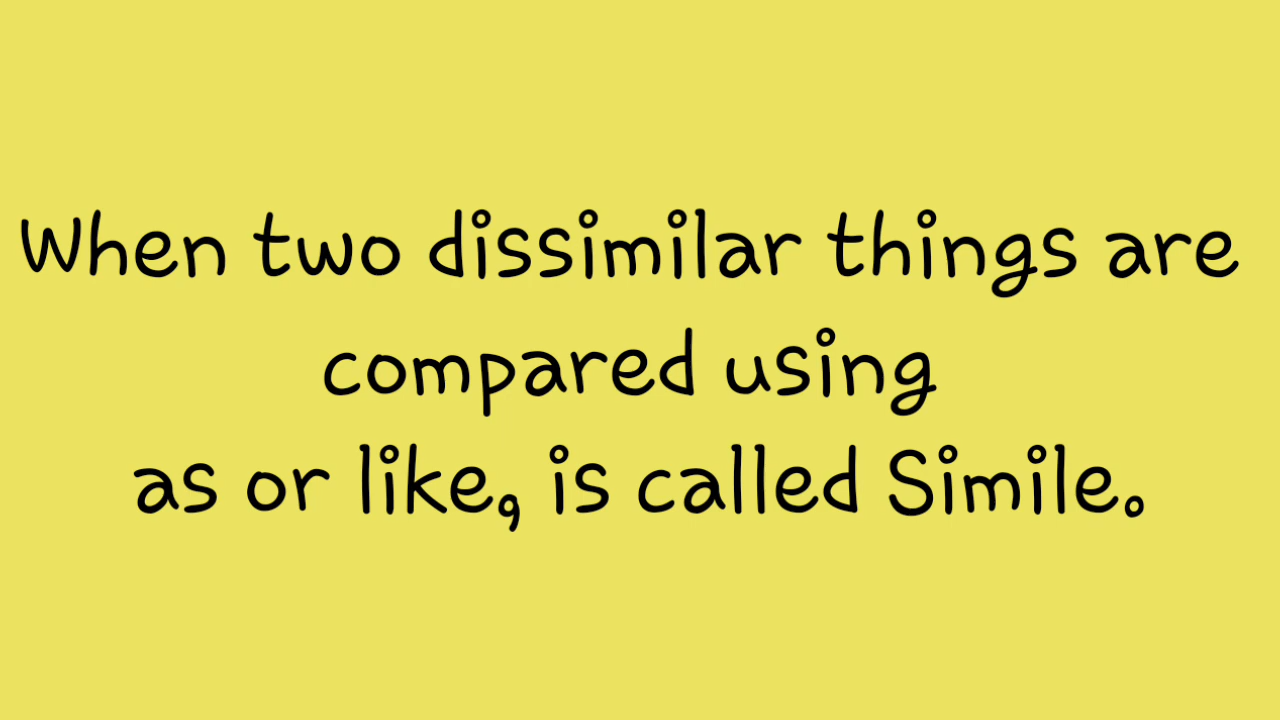 When two dissimilar things are
compared using
as or like, is called Simile.